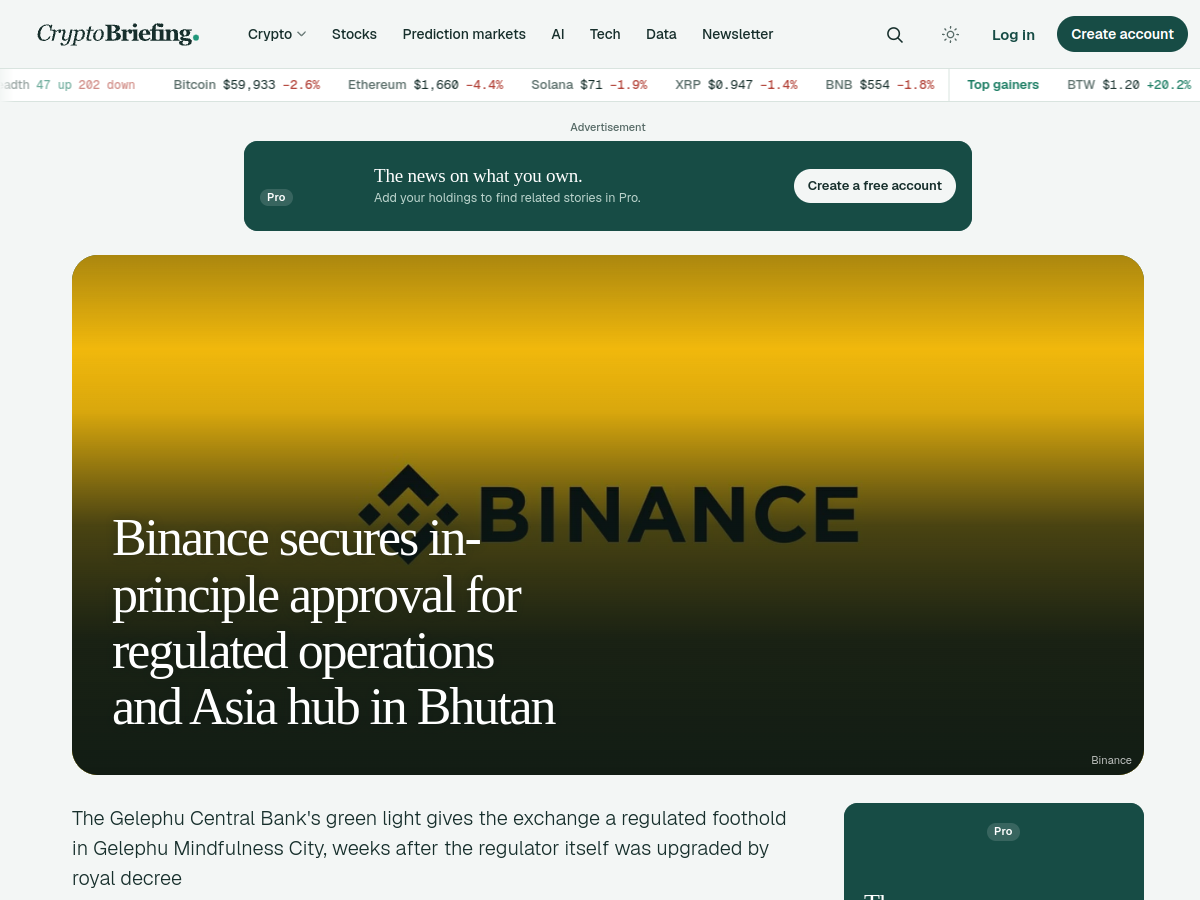 CryptoBriefing.
Crypto Stocks Prediction markets AI Tech Data Newsletter Log in Create account
adth 47 up 202 down Bitcoin $59,933 −2.6% Ethereum $1,660 −4.4% Solana $71 −1.9% XRP $0.947 −1.4% BNB $554 −1.8% Top gainers BTW $1.20 +20.2%
Advertisement
The news on what you own.
Pro
Add your holdings to find related stories in Pro.
Create a free account
BINANCE
Binance secures in-
principle approval for
regulated operations
and Asia hub in Bhutan
Binance
The Gelephu Central Bank's green light gives the exchange a regulated foothold
in Gelephu Mindfulness City, weeks after the regulator itself was upgraded by
royal decree
Pro